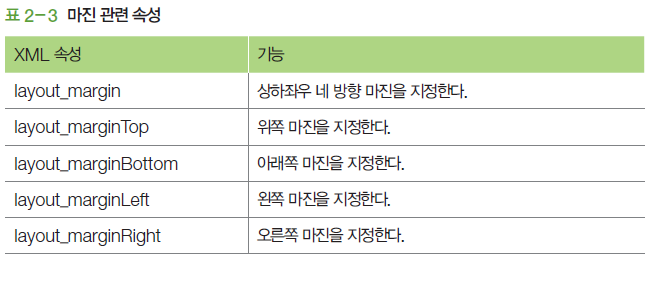 표 2-3 마진 관련 속성
XML 속성 기능
layout_margin 상하좌우 네 방향 마진을 지정한다.
layout_marginTop 위쪽 마진을 지정한다.
layout_marginBottom 아래쪽 마진을 지정한다.
layout_marginLeft 왼쪽 마진을 지정한다.
layout_marginRight 오른쪽 마진을 지정한다.